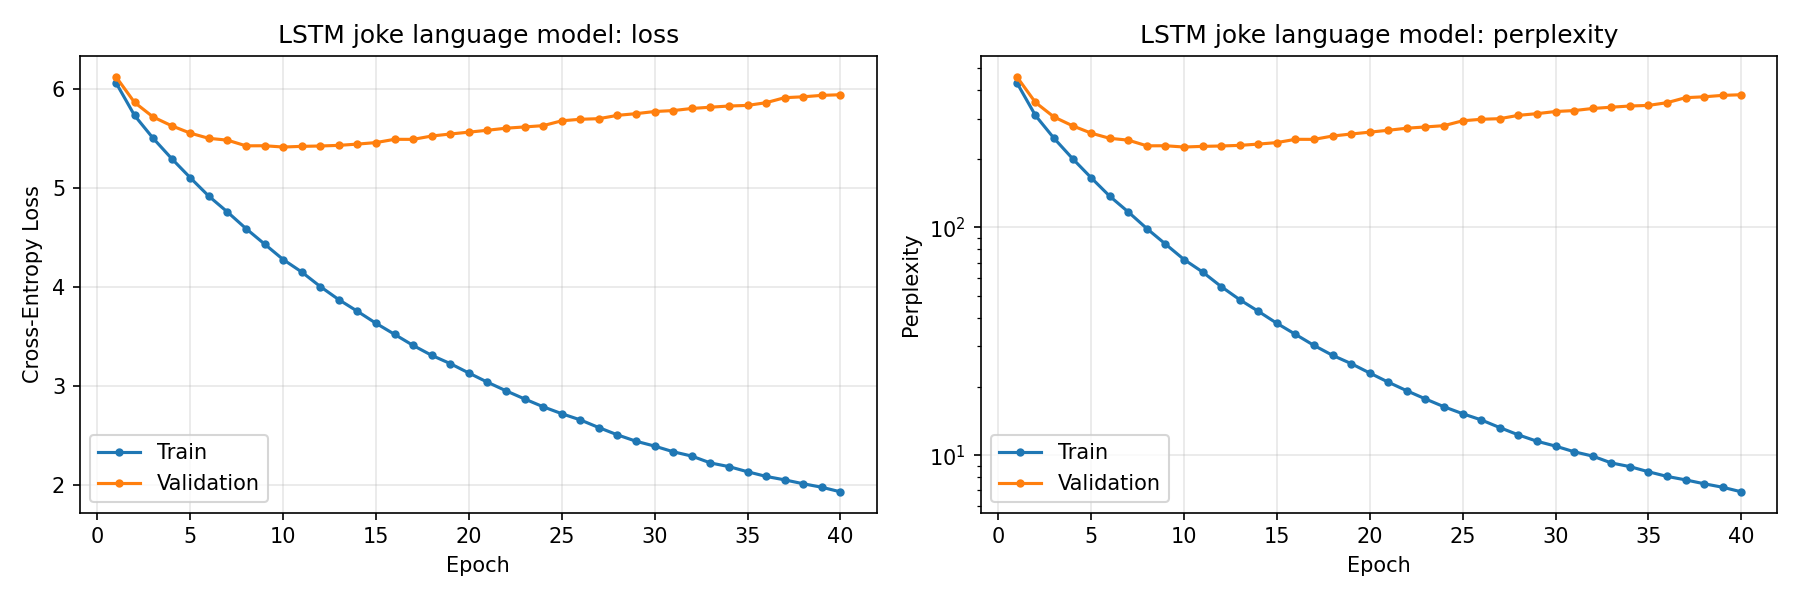 LSTM joke language model: loss
Cross-Entropy Loss
6
5
4
3
2
Train
Validation
0 5 10 15 20 25 30 35 40
Epoch
LSTM joke language model: perplexity
Perplexity
10²
10¹
Train
Validation
0 5 10 15 20 25 30 35 40
Epoch